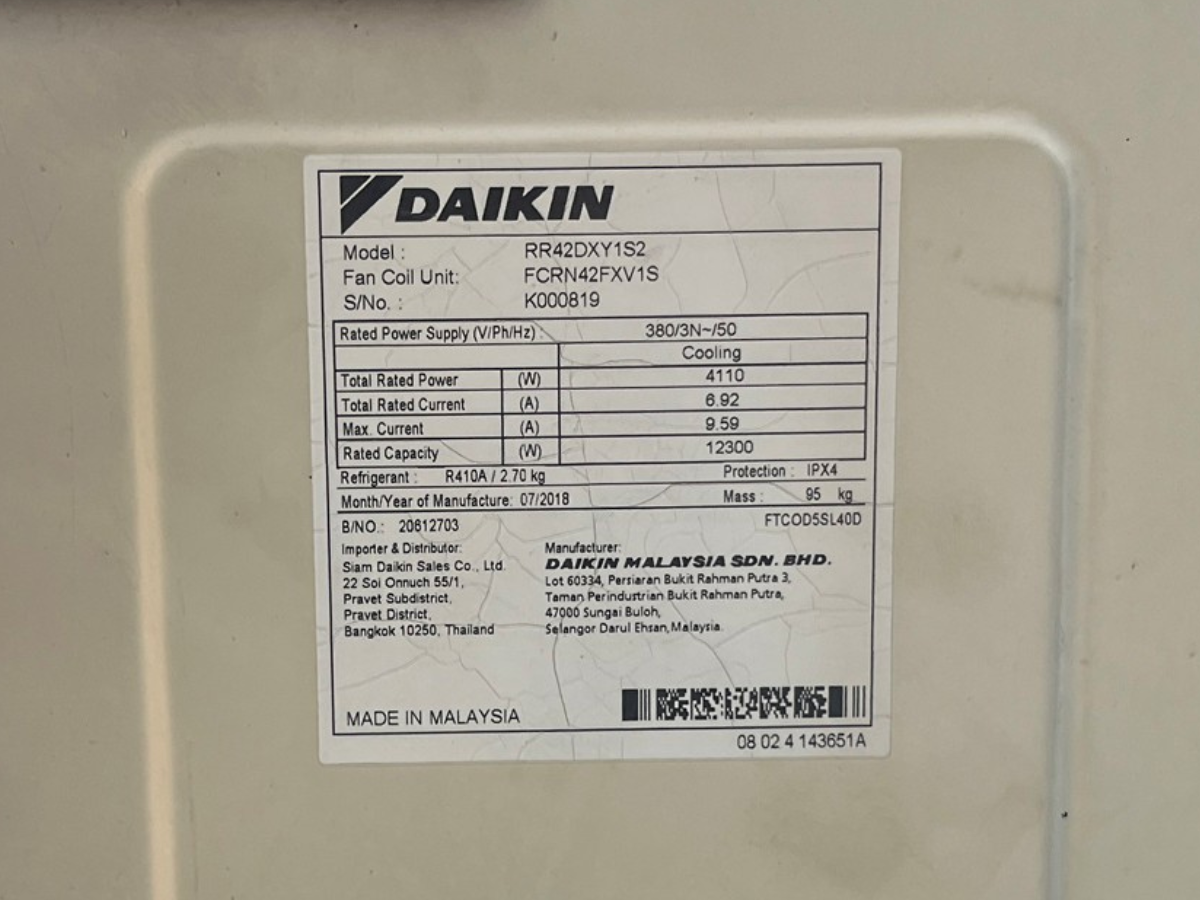 DAIKIN
Model : RR42DXY1S2
Fan Coil Unit: FCRN42FXV1S
S/No. : K000819
Rated Power Supply (V/Ph/Hz) : 380/3N~/50
Cooling
Total Rated Power (W) 4110
Total Rated Current (A) 6.92
Max. Current (A) 9.59
Rated Capacity (W) 12300
Refrigerant : R410A / 2.70 kg Protection : IPX4
Month/Year of Manufacture: 07/2018 Mass : 95 kg
B/NO.: 20612703 FTCOD5SL40D
Importer & Distributor: Manufacturer:
Siam Daikin Sales Co., Ltd. DAIKIN MALAYSIA SDN. BHD.
22 Soi Onnuch 55/1, Lot 60334, Persiaran Bukit Rahman Putra 3,
Pravet Subdistrict, Taman Perindustrian Bukit Rahman Putra,
Pravet District, 47000 Sungai Buloh,
Bangkok 10250, Thailand Selangor Darul Ehsan, Malaysia.
MADE IN MALAYSIA
08 02 4 143651A